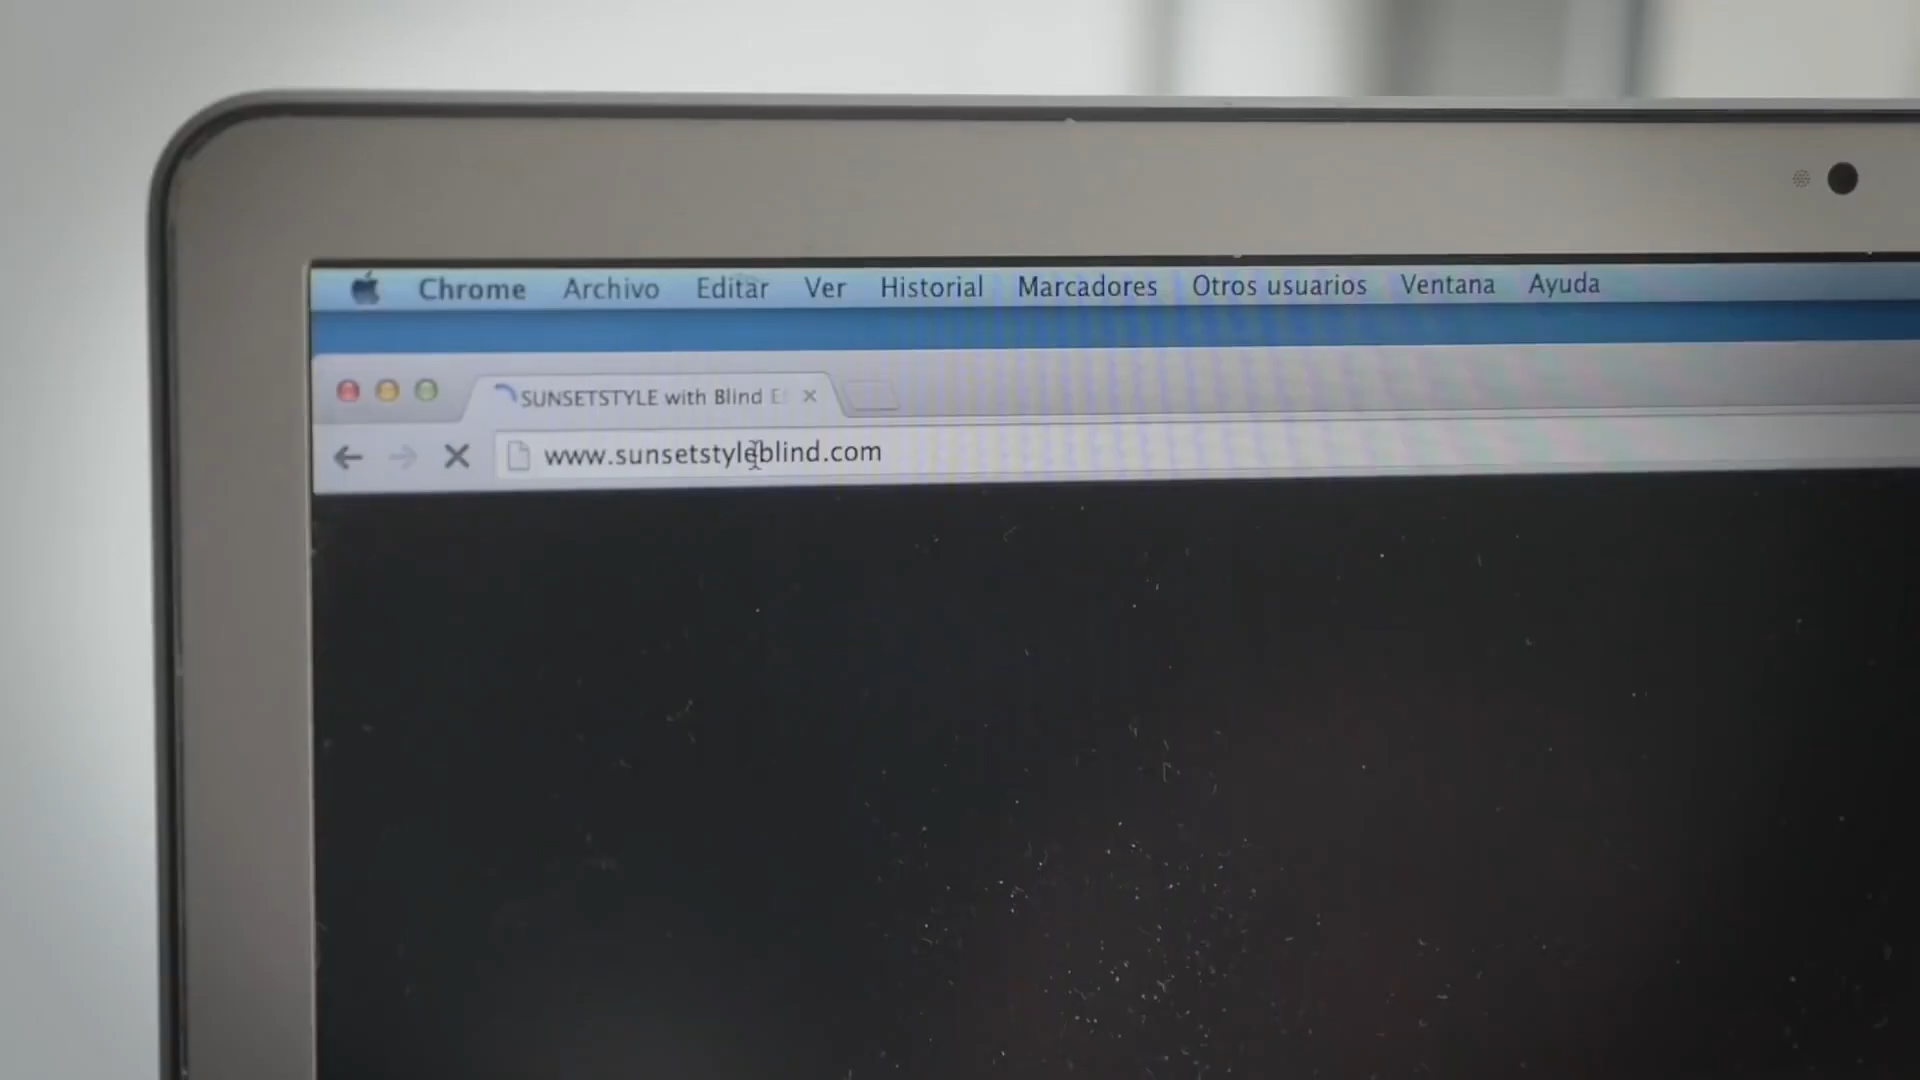 Chrome Archivo Editar Ver Historial Marcadores Otros usuarios Ventana Ayuda
SUNSETSTYLE with Blind
www.sunsetstyleblind.com